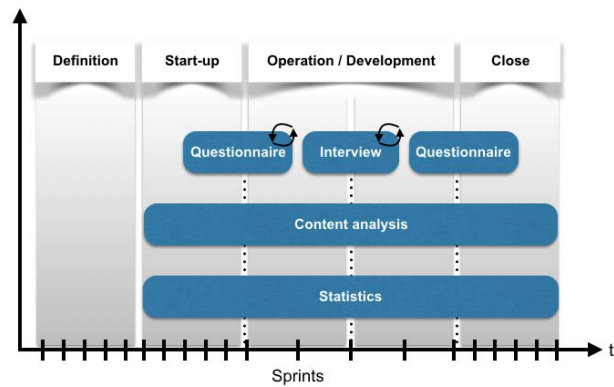 Definition Start-up Operation / Development Close
Questionnaire Interview Questionnaire
Content analysis
Statistics
t
Sprints